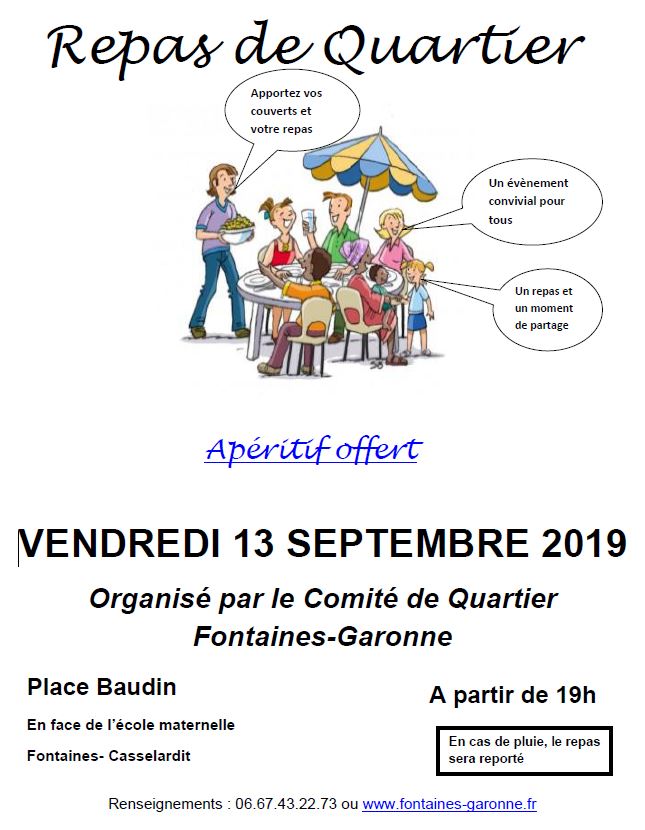 Repas de Quartier
Apportez vos
couverts et
votre repas
Un évènement
convivial pour
tous
Un repas et
un moment
de partage
Apéritif offert
VENDREDI 13 SEPTEMBRE 2019
Organisé par le Comité de Quartier
Fontaines-Garonne
Place Baudin
A partir de 19h
En face de l’école maternelle
Fontaines- Casselardit
En cas de pluie, le repas
sera reporté
Renseignements : 06.67.43.22.73 ou www.fontaines-garonne.fr